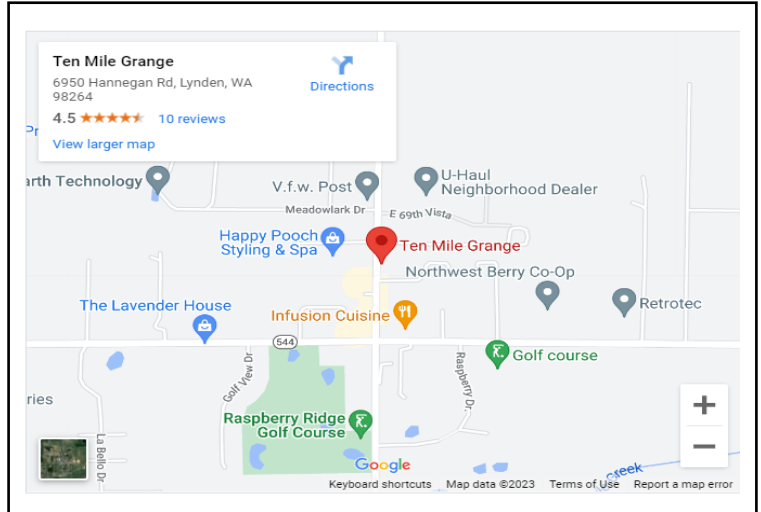 Ten Mile Grange
6950 Hannegan Rd, Lynden, WA
98264
Directions
4.5
10 reviews
View larger map
Pr
arth Technology
V.f.w. Post
U-Haul
Neighborhood Dealer
Meadowlark Dr
E 69th Vista
Happy Pooch
Styling & Spa
Ten Mile Grange
Northwest Berry Co-Op
The Lavender House
Infusion Cuisine
Retrotec
544
Golf course
Golf View Dr
Raspberry Dr.
ries
Raspberry Ridge
Golf Course
+
−
La Bello Dr
Google
Creek
Keyboard shortcuts Map data ©2023 Terms of Use Report a map error